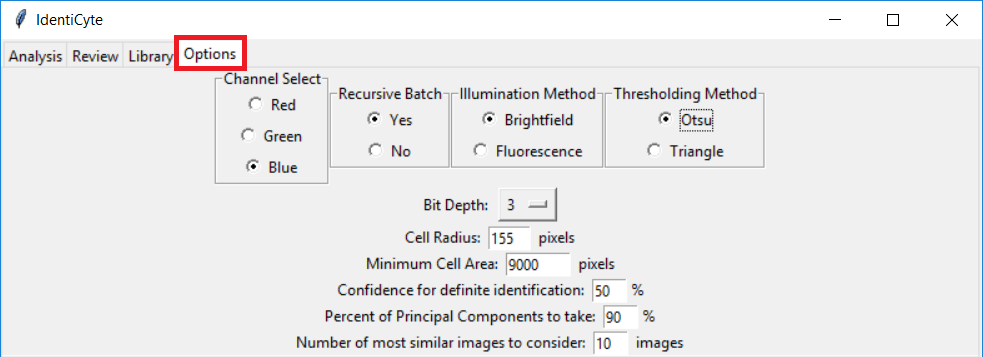 IdentiCyte
Analysis Review Library Options
Channel Select
Red
Green
Blue
Recursive Batch
Yes
No
Illumination Method
Brightfield
Fluorescence
Thresholding Method
Otsu
Triangle
Bit Depth: 3
Cell Radius: 155 pixels
Minimum Cell Area: 9000 pixels
Confidence for definite identification: 50 %
Percent of Principal Components to take: 90 %
Number of most similar images to consider: 10 images